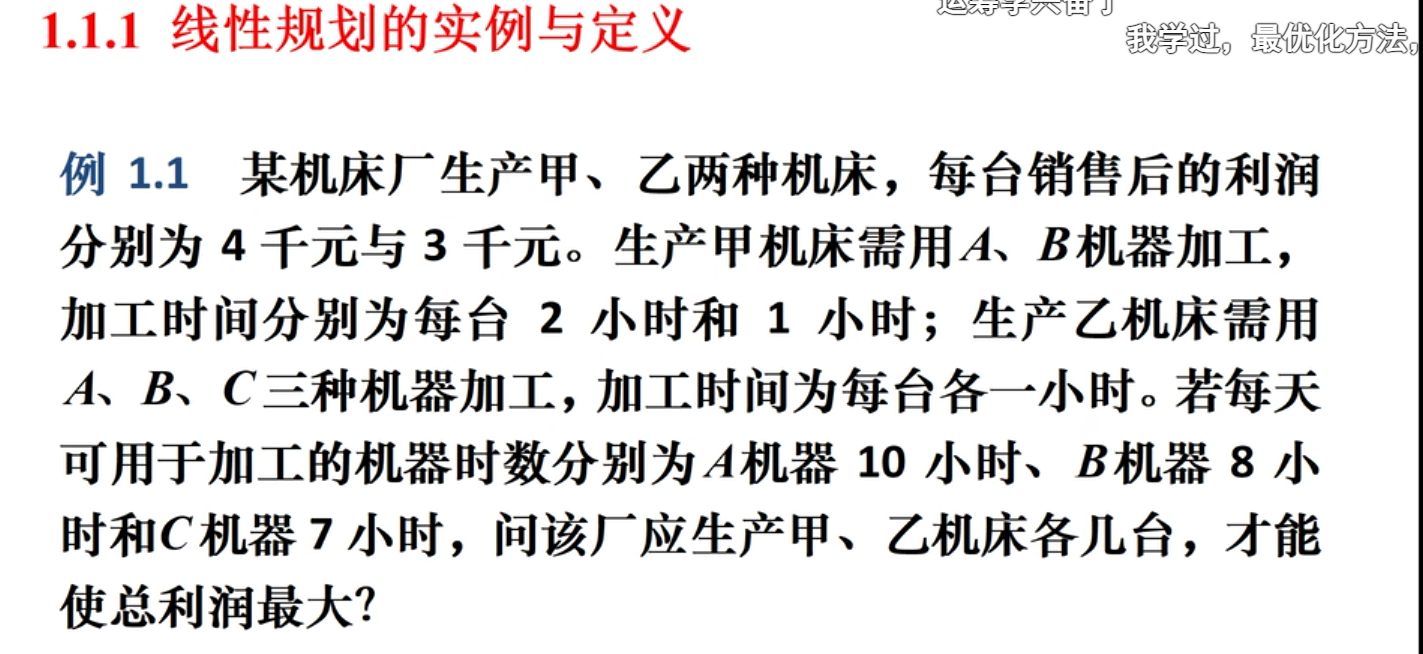 1.1.1 线性规划的实例与定义
我学过，最优化方法，
例 1.1 某机床厂生产甲、乙两种机床，每台销售后的利润
分别为 4 千元与 3 千元。生产甲机床需用A、B机器加工，
加工时间分别为每台 2 小时和 1 小时；生产乙机床需用
A、B、C三种机器加工，加工时间为每台各一小时。若每天
可用于加工的机器时数分别为A机器 10 小时、B机器 8 小
时和C机器 7 小时，问该厂应生产甲、乙机床各几台，才能
使总利润最大？